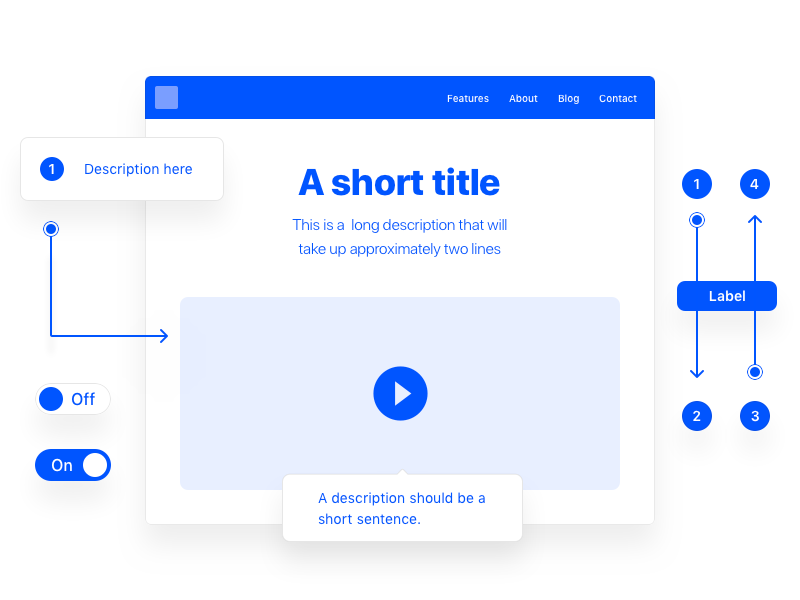 Features About Blog Contact
1 Description here
A short title
This is a long description that will
take up approximately two lines
1 4
Label
2 3
Off
On
A description should be a
short sentence.